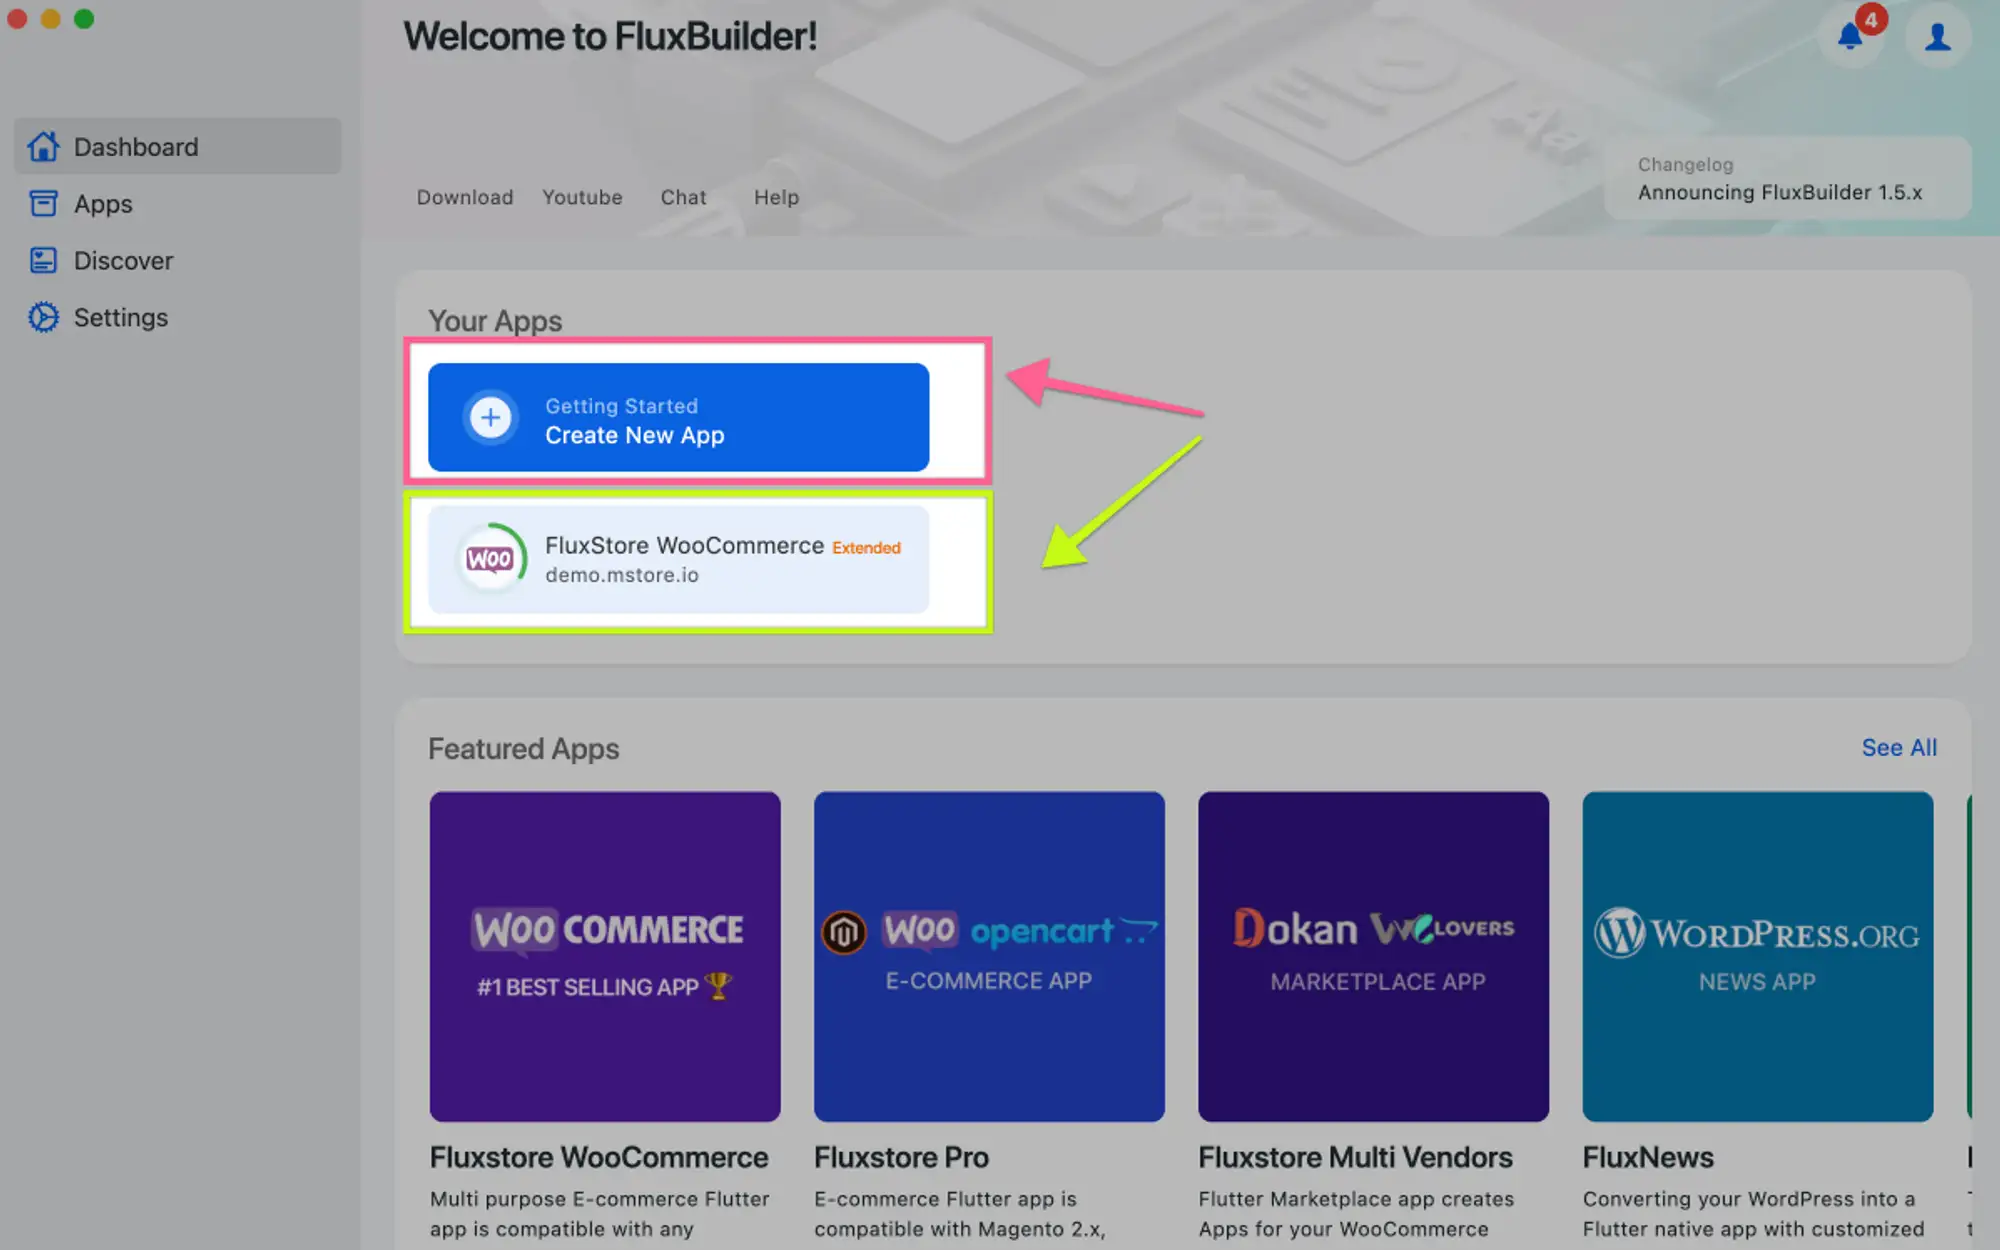 Welcome to FluxBuilder!
4
Dashboard
Apps
Discover
Settings
Download Youtube Chat Help
Changelog
Announcing FluxBuilder 1.5.x
Your Apps
Getting Started
Create New App
WOO
FluxStore WooCommerce Extended
demo.mstore.io
Featured Apps
See All
WOO COMMERCE
#1 BEST SELLING APP
WOO opencart
E-COMMERCE APP
Dokan WC LOVERS
MARKETPLACE APP
WORDPRESS.ORG
NEWS APP
Fluxstore WooCommerce
Multi purpose E-commerce Flutter
app is compatible with any
Fluxstore Pro
E-commerce Flutter app is
compatible with Magento 2.x,
Fluxstore Multi Vendors
Flutter Marketplace app creates
Apps for your WooCommerce
FluxNews
Converting your WordPress into a
Flutter native app with customized